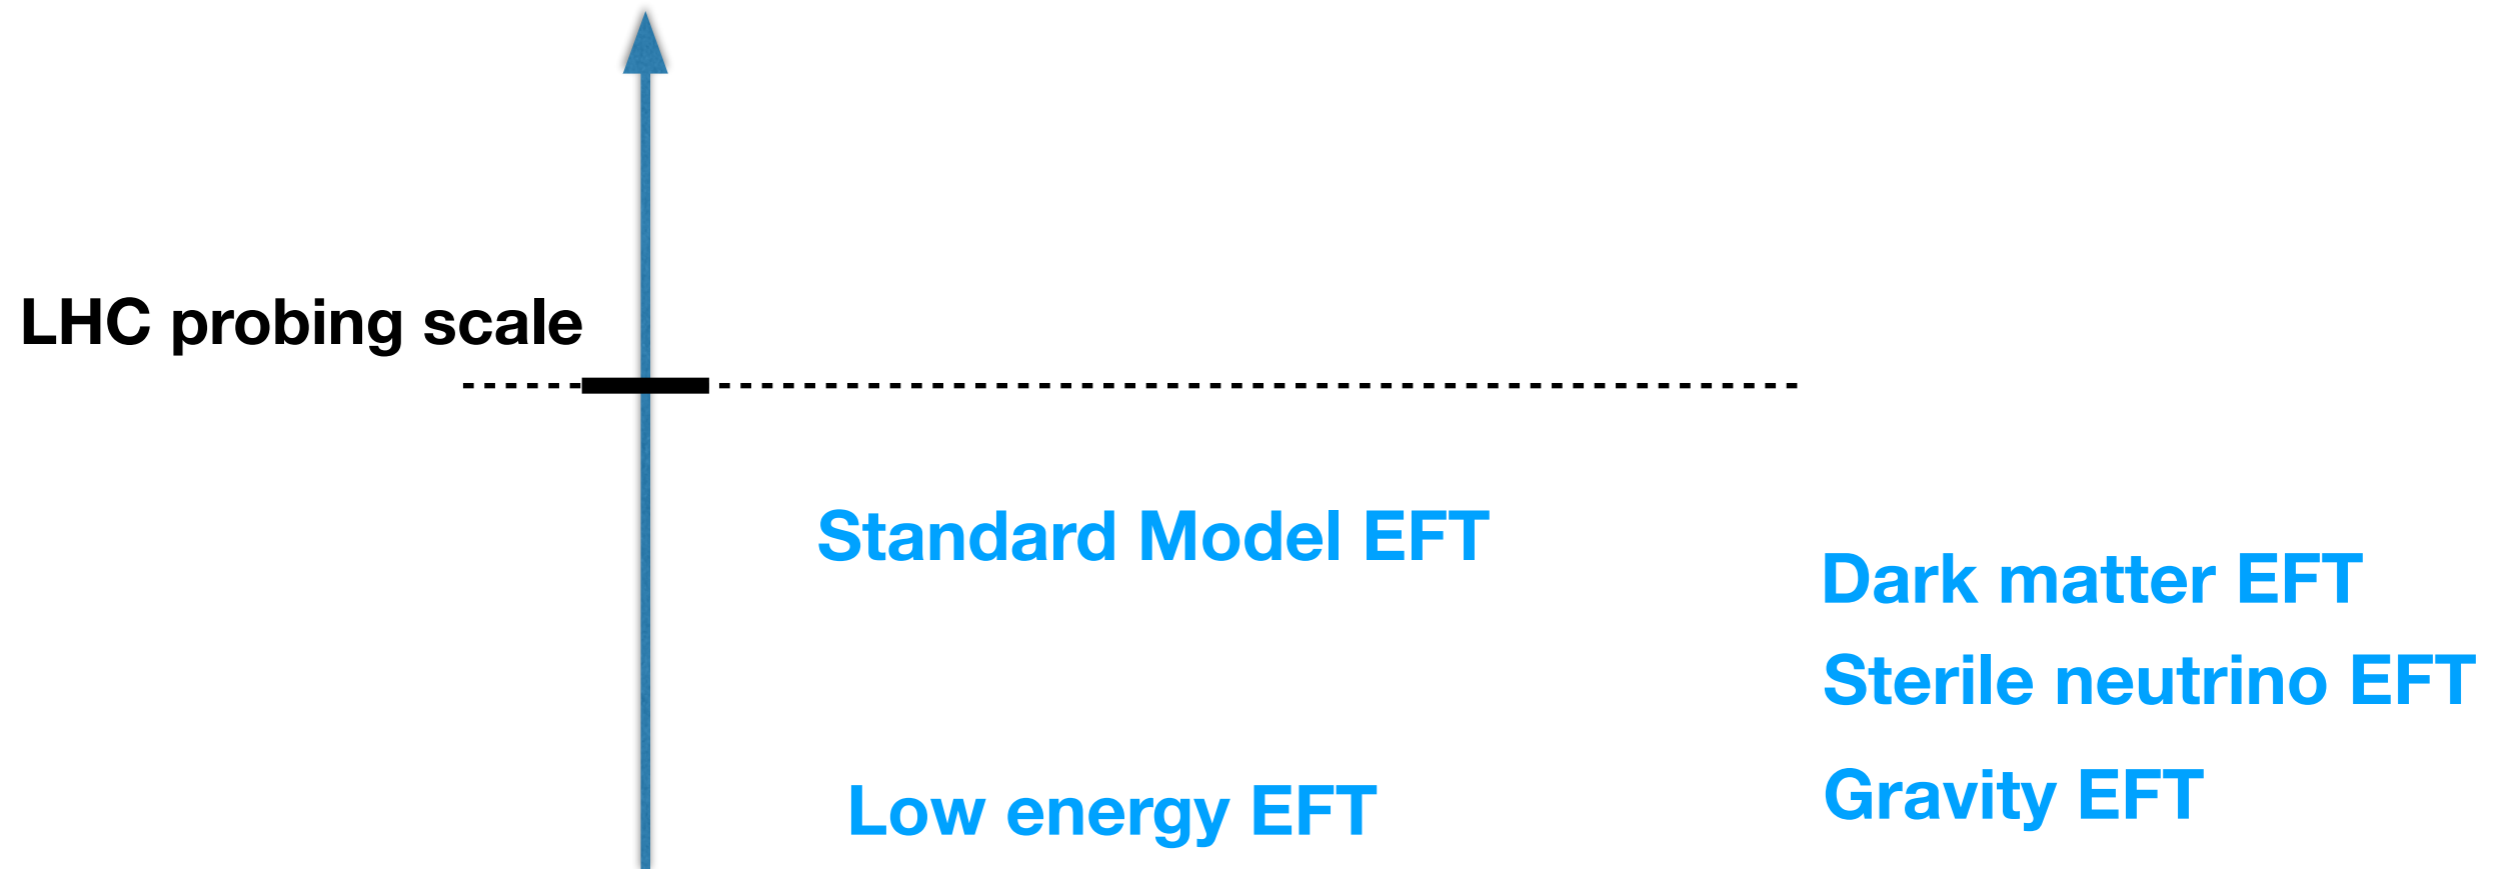 LHC probing scale
Standard Model EFT
Dark matter EFT
Sterile neutrino EFT
Low energy EFT
Gravity EFT